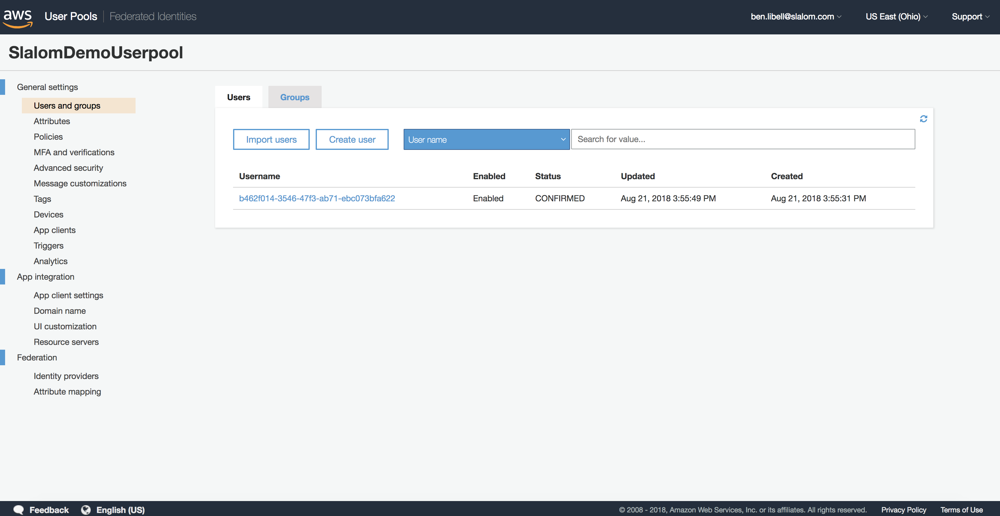 aws User Pools Federated Identities ben.libell@slalom.com US East (Ohio) Support
SlalomDemoUserpool
General settings
Users and groups
Attributes
Policies
MFA and verifications
Advanced security
Message customizations
Tags
Devices
App clients
Triggers
Analytics
App integration
App client settings
Domain name
UI customization
Resource servers
Federation
Identity providers
Attribute mapping
Users Groups
Import users Create user User name Search for value...
Username Enabled Status Updated Created
b462f014-3546-47f3-ab71-ebc073bfa622 Enabled CONFIRMED Aug 21, 2018 3:55:49 PM Aug 21, 2018 3:55:31 PM
Feedback English (US) © 2008 - 2018, Amazon Web Services, Inc. or its affiliates. All rights reserved. Privacy Policy Terms of Use